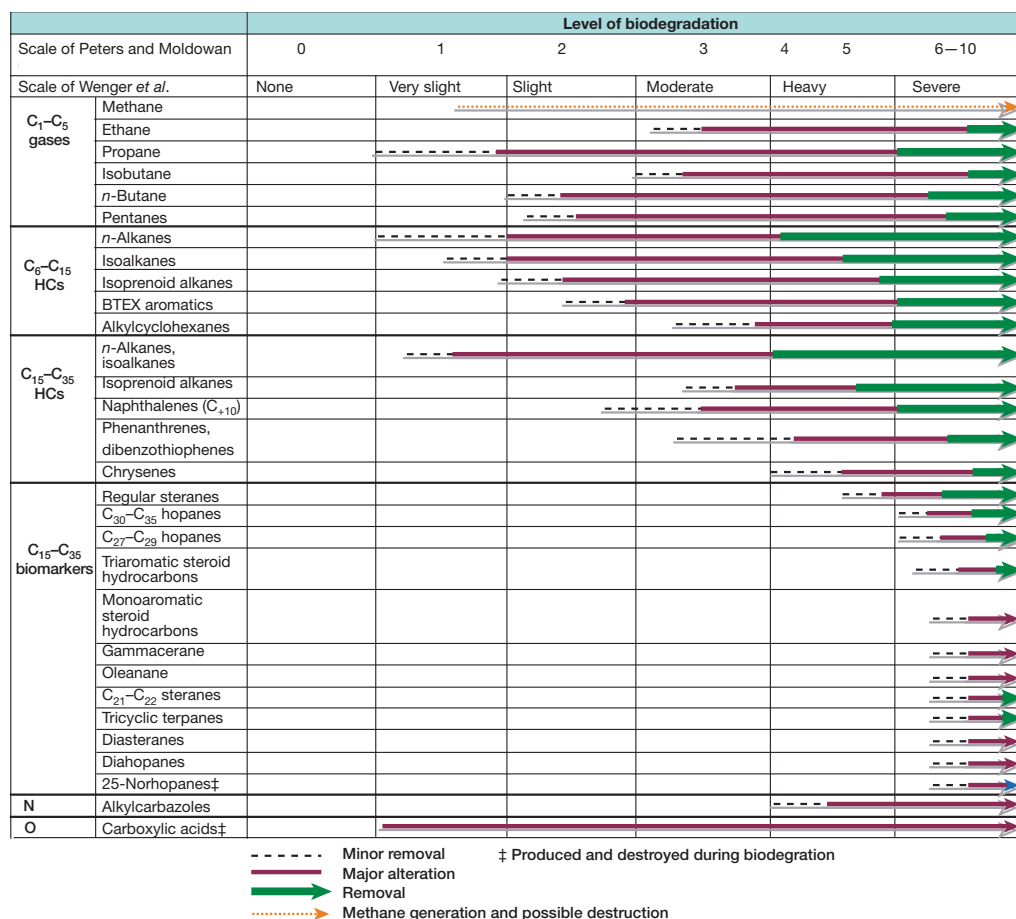 Level of biodegradation
Scale of Peters and Moldowan 0 1 2 3 4 5 6—10
Scale of Wenger et al. None Very slight Slight Moderate Heavy Severe
C1–C5 gases
Methane
Ethane
Propane
Isobutane
n-Butane
Pentanes
C6–C15 HCs
n-Alkanes
Isoalkanes
Isoprenoid alkanes
BTEX aromatics
Alkylcyclohexanes
C15–C35 HCs
n-Alkanes,
isoalkanes
Isoprenoid alkanes
Naphthalenes (C+10)
Phenanthrenes,
dibenzothiophenes
Chrysenes
C15–C35 biomarkers
Regular steranes
C30–C35 hopanes
C27–C29 hopanes
Triaromatic steroid
hydrocarbons
Monoaromatic
steroid
hydrocarbons
Gammacerane
Oleanane
C21–C22 steranes
Tricyclic terpanes
Diasteranes
Diahopanes
25-Norhopanes‡
N Alkylcarbazoles
O Carboxylic acids‡
Minor removal ‡ Produced and destroyed during biodegration
Major alteration
Removal
Methane generation and possible destruction